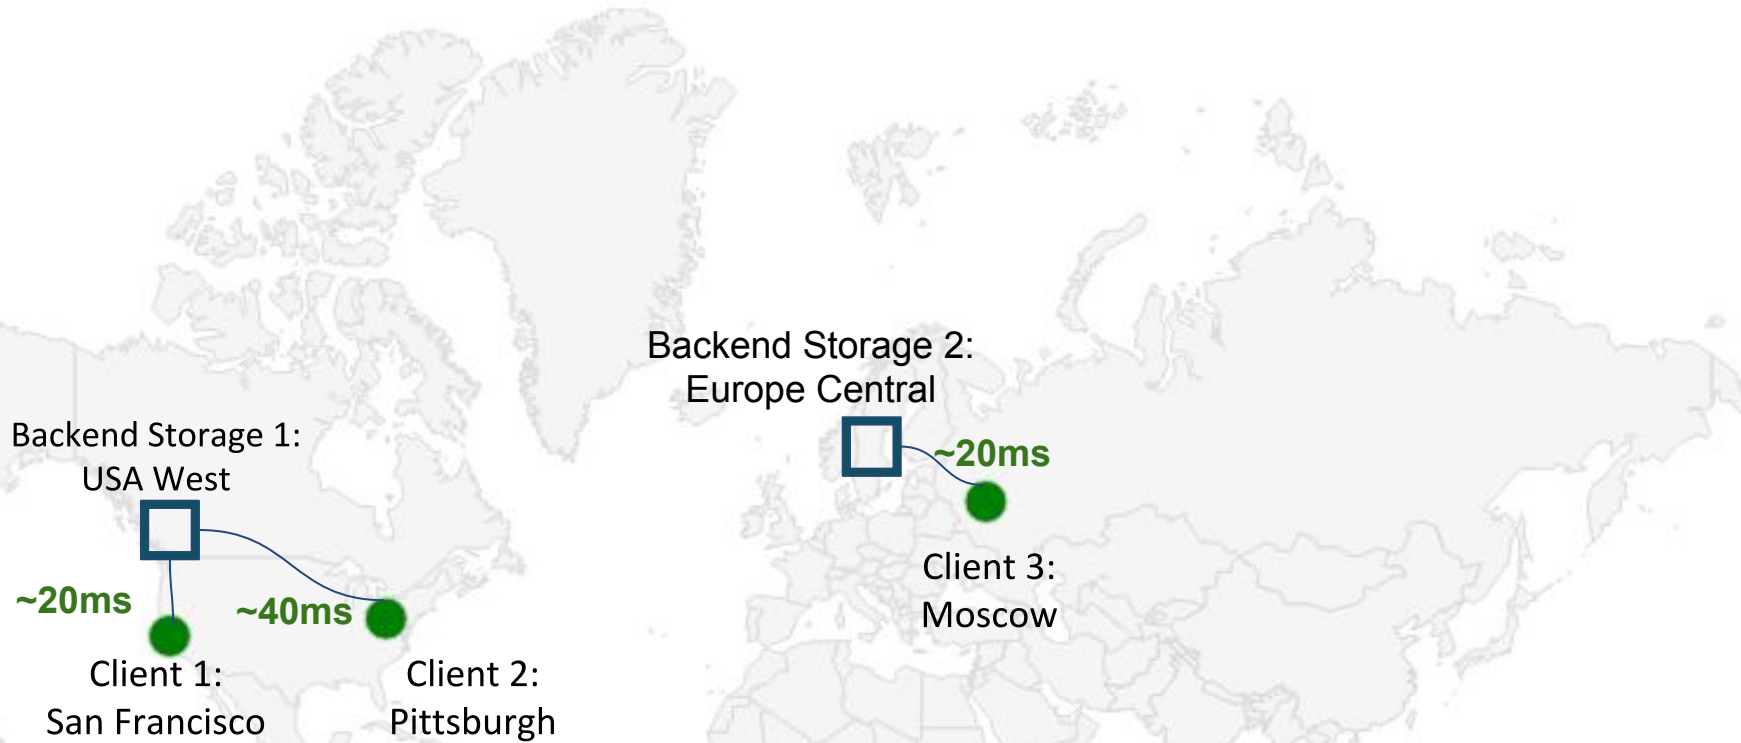 Backend Storage 2:
Europe Central
Backend Storage 1:
USA West
~20ms
~20ms
~40ms
Client 3:
Moscow
Client 1:
San Francisco
Client 2:
Pittsburgh